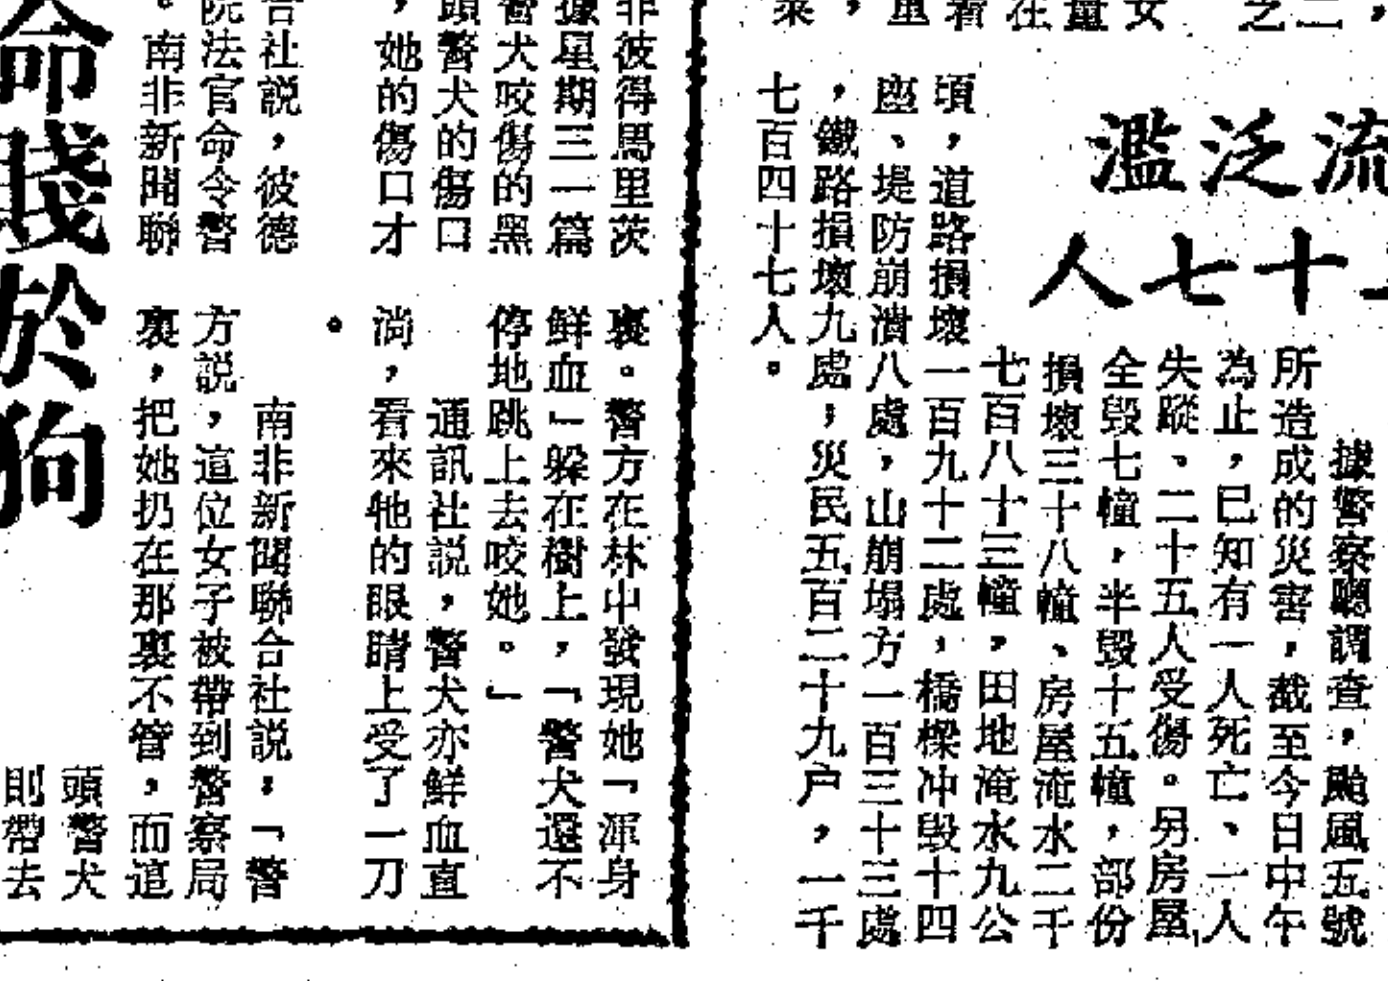 流泛濫
十七人
據警察聽調查，颱風五號
所造成的災害，截至今日中午
為止，已知有一人死亡、一人
失蹤、二十五人受傷。另房屋
全毀七幢，半毀十五幢，部份
損壞三十八幢、房屋淹水二千
七百八十三幢，田地淹水九公
頃，道路損壞一百九十二處，橋樑冲毀十四
座、堤防崩潰八處，山崩塌方一百三十三處
，鐵路損壞九處；災民五百二十九户，一千
七百四十七人。
命賤於狗
非彼得馬里茨
據星期三一篇
警犬咬傷的黑
頭警犬的傷口
，她的傷口才
合社説，彼德
院法官命令警
。南非新聞聯
裏。警方在林中發現她「渾身
鮮血」躲在樹上，「警犬還不
停地跳上去咬她。」
通訊社説，警犬亦鮮血直
淌，看來牠的眼睛上受了一刀
。
南非新聞聯合社説，「警
方説，這位女子被帶到警察局
裏，把她扔在那裏不管，而這
頭警犬
則帶去